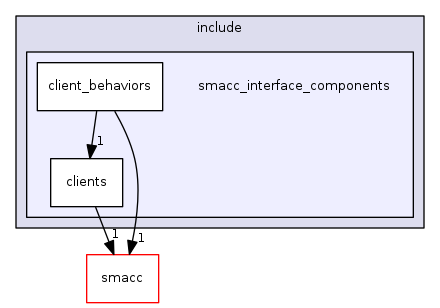 include
client_behaviors
smacc_interface_components
1
clients
1
1
smacc